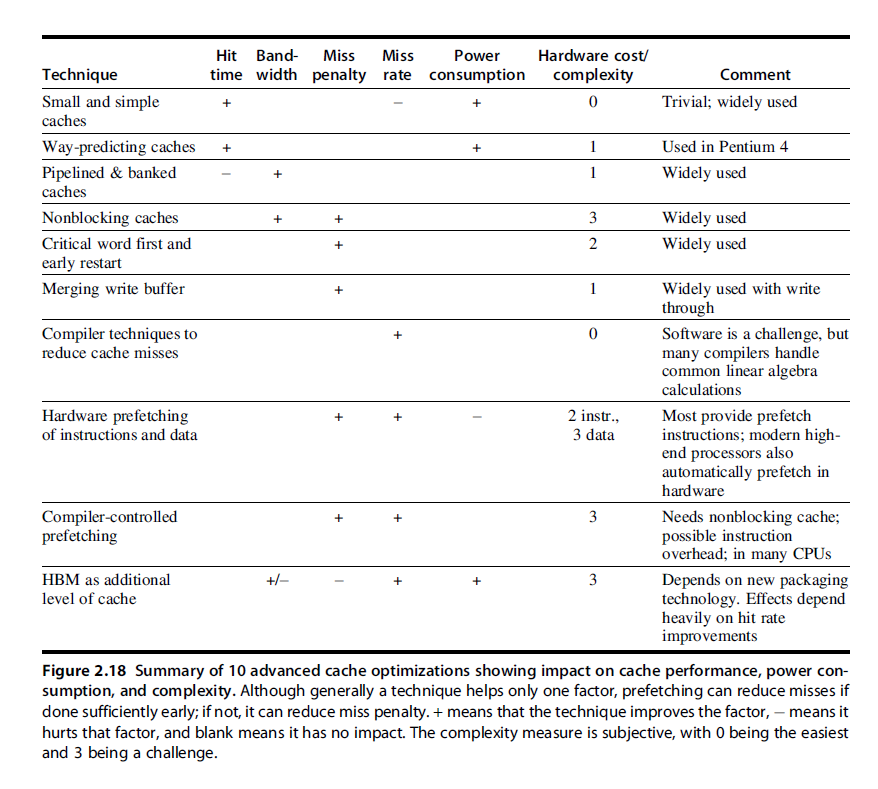 Technique Hit time Band-width Miss penalty Miss rate Power consumption Hardware cost/complexity Comment
Small and simple caches + – + 0 Trivial; widely used
Way-predicting caches + + 1 Used in Pentium 4
Pipelined & banked caches – + 1 Widely used
Nonblocking caches + + 3 Widely used
Critical word first and early restart + 2 Widely used
Merging write buffer + 1 Widely used with write through
Compiler techniques to reduce cache misses + 0 Software is a challenge, but many compilers handle common linear algebra calculations
Hardware prefetching of instructions and data + + – 2 instr., 3 data Most provide prefetch instructions; modern high-end processors also automatically prefetch in hardware
Compiler-controlled prefetching + + 3 Needs nonblocking cache; possible instruction overhead; in many CPUs
HBM as additional level of cache +/– – + + 3 Depends on new packaging technology. Effects depend heavily on hit rate improvements
Figure 2.18 Summary of 10 advanced cache optimizations showing impact on cache performance, power con-
sumption, and complexity. Although generally a technique helps only one factor, prefetching can reduce misses if
done sufficiently early; if not, it can reduce miss penalty. + means that the technique improves the factor, – means it
hurts that factor, and blank means it has no impact. The complexity measure is subjective, with 0 being the easiest
and 3 being a challenge.